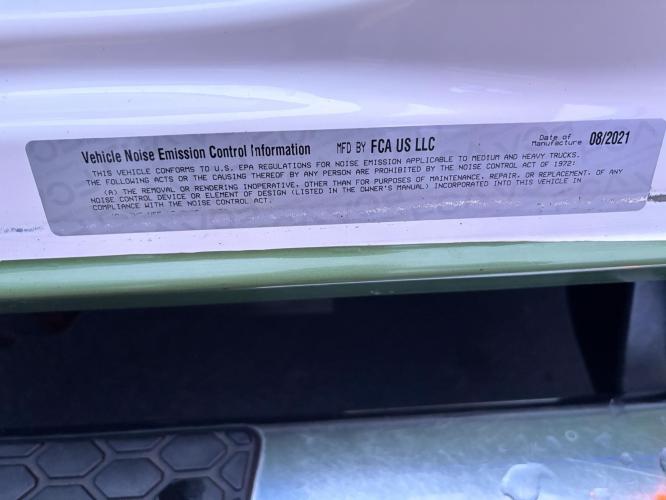 Vehicle Noise Emission Control Information MFD BY FCA US LLC Date of Manufacture 08/2021
THIS VEHICLE CONFORMS TO U.S. EPA REGULATIONS FOR NOISE EMISSION APPLICABLE TO MEDIUM AND HEAVY TRUCKS.
THE FOLLOWING ACTS OR THE CAUSING THEREOF BY ANY PERSON ARE PROHIBITED BY THE NOISE CONTROL ACT OF 1972:
(A) THE REMOVAL OR RENDERING INOPERATIVE, OTHER THAN FOR PURPOSES OF MAINTENANCE, REPAIR, OR REPLACEMENT, OF ANY
NOISE CONTROL DEVICE OR ELEMENT OF DESIGN (LISTED IN THE OWNER'S MANUAL) INCORPORATED INTO THIS VEHICLE IN
COMPLIANCE WITH THE NOISE CONTROL ACT.